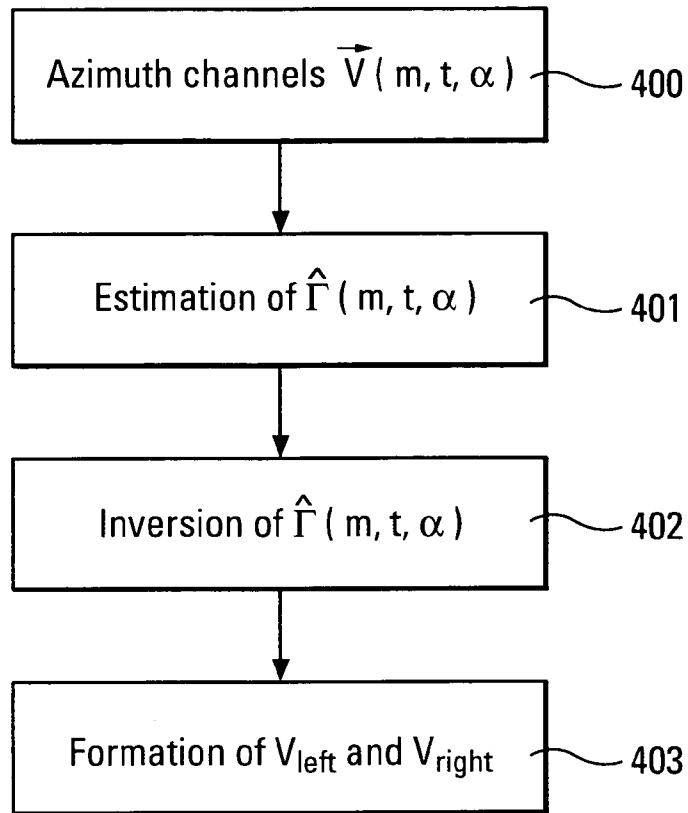 Azimuth channels V⃗ ( m, t, α )
400
Estimation of Γ̂ ( m, t, α )
401
Inversion of Γ̂ ( m, t, α )
402
Formation of V_left and V_right
403